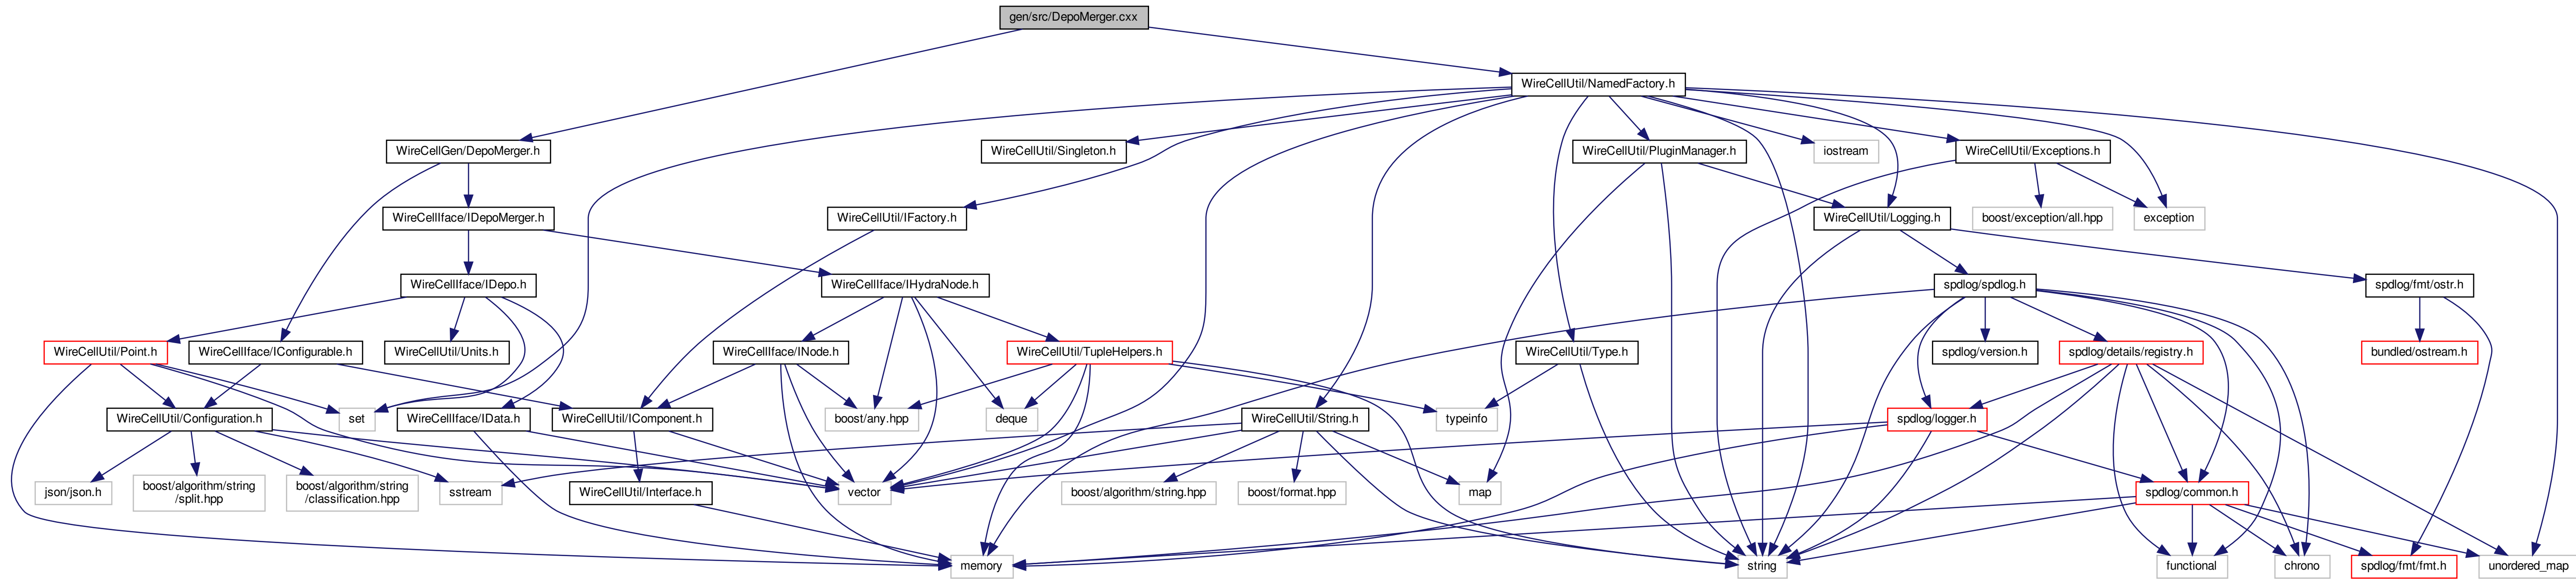 gen/src/DepoMerger.cxx
WireCellUtil/NamedFactory.h
WireCellGen/DepoMerger.h
WireCellUtil/Singleton.h
WireCellUtil/PluginManager.h
iostream
WireCellUtil/Exceptions.h
WireCellIface/IDepoMerger.h
WireCellUtil/IFactory.h
WireCellUtil/Logging.h
boost/exception/all.hpp
exception
WireCellIface/IDepo.h
WireCellIface/IHydraNode.h
spdlog/spdlog.h
spdlog/fmt/ostr.h
WireCellUtil/Point.h
WireCellIface/IConfigurable.h
WireCellUtil/Units.h
WireCellIface/INode.h
WireCellUtil/TupleHelpers.h
WireCellUtil/Type.h
spdlog/version.h
spdlog/details/registry.h
bundled/ostream.h
WireCellUtil/Configuration.h
set
WireCellIface/IData.h
WireCellUtil/IComponent.h
boost/any.hpp
deque
WireCellUtil/String.h
typeinfo
spdlog/logger.h
json/json.h
boost/algorithm/string
/split.hpp
boost/algorithm/string
/classification.hpp
sstream
WireCellUtil/Interface.h
vector
boost/algorithm/string.hpp
boost/format.hpp
map
spdlog/common.h
memory
string
functional
chrono
spdlog/fmt/fmt.h
unordered_map